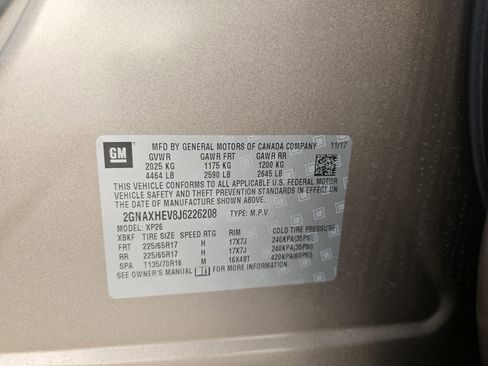 GM
MFD BY GENERAL MOTORS OF CANADA COMPANY 11/17
GVWR GAWR FRT GAWR RR
2025 KG 1175 KG 1200 KG
4464 LB 2590 LB 2645 LB
THIS VEHICLE CONFORMS TO ALL APPLICABLE U.S. FEDERAL MOTOR
VEHICLE SAFETY AND THEFT PREVENTION STANDARDS IN EFFECT
ON THE DATE OF MANUFACTURE SHOWN ABOVE.
2GNAXHEV8J6226208 TYPE: M.P.V.
MODEL: XP26
XBKF TIRE SIZE SPEED RTG RIM COLD TIRE PRESSURE
FRT 225/65R17 H 17X7J 240KPA(35PSI)
RR 225/65R17 H 17X7J 240KPA(35PSI)
SPA T135/70R16 M 16X4BT 420KPA(60PSI)
SEE OWNER'S MANUAL FOR MORE INFORMATION.